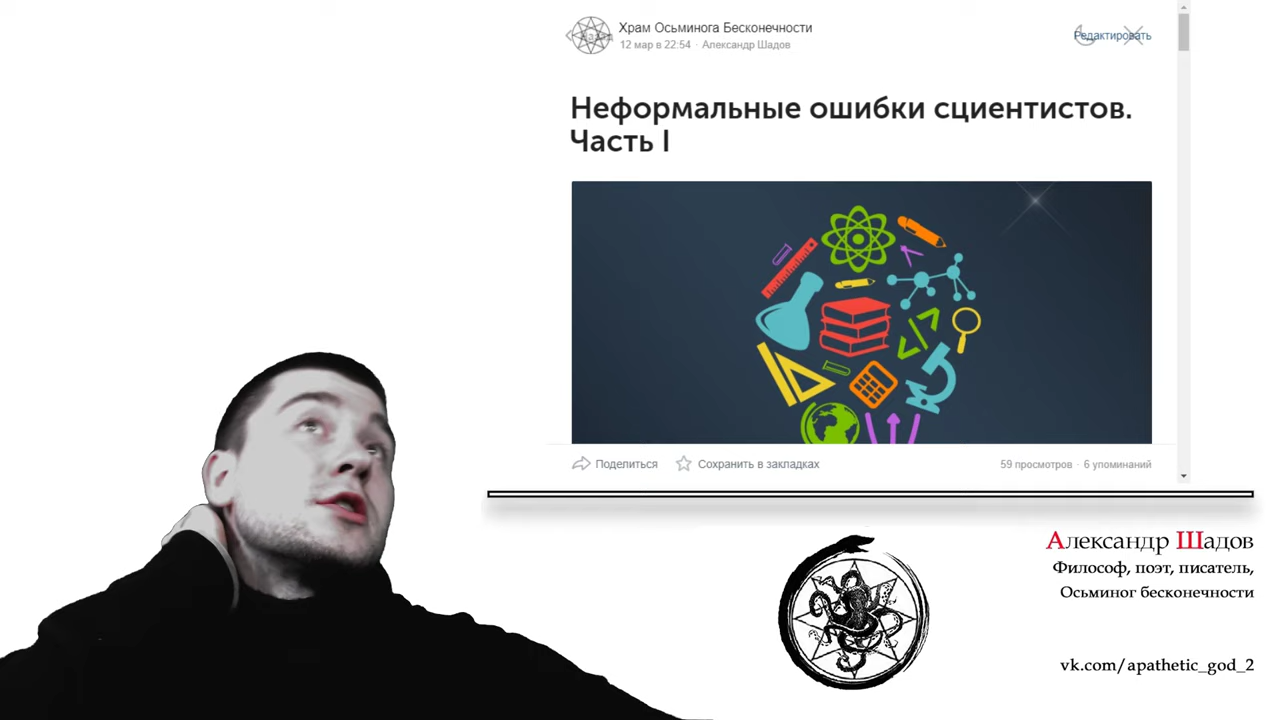 Храм Осьминога Бесконечности
12 мар в 22:54 · Александр Шадов
Редактировать
Неформальные ошибки сциентистов.
Часть I
Поделиться
Сохранить в закладках
59 просмотров · 6 упоминаний
Александр Шадов
Философ, поэт, писатель,
Осьминог бесконечности
vk.com/apathetic_god_2